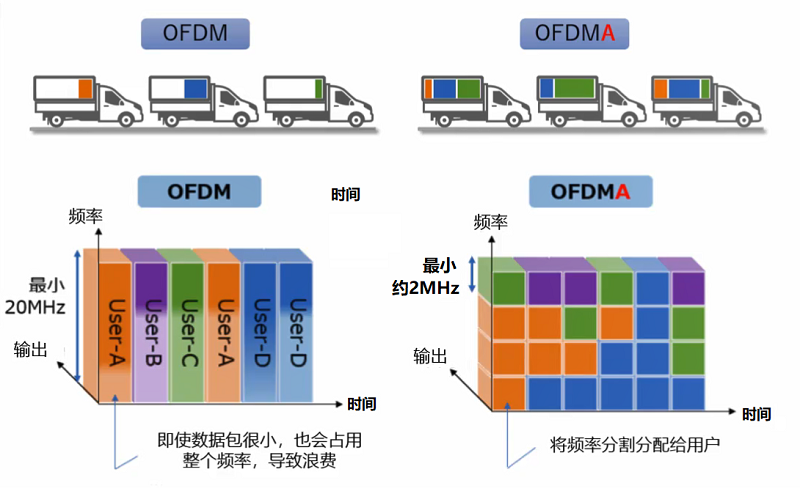 OFDM
OFDMA
OFDM
时间
频率
最小
20MHz
输出
User-A
User-B
User-C
User-A
User-D
User-D
时间
即使数据包很小，也会占用
整个频率，导致浪费
OFDMA
频率
最小
约2MHz
输出
时间
将频率分割分配给用户